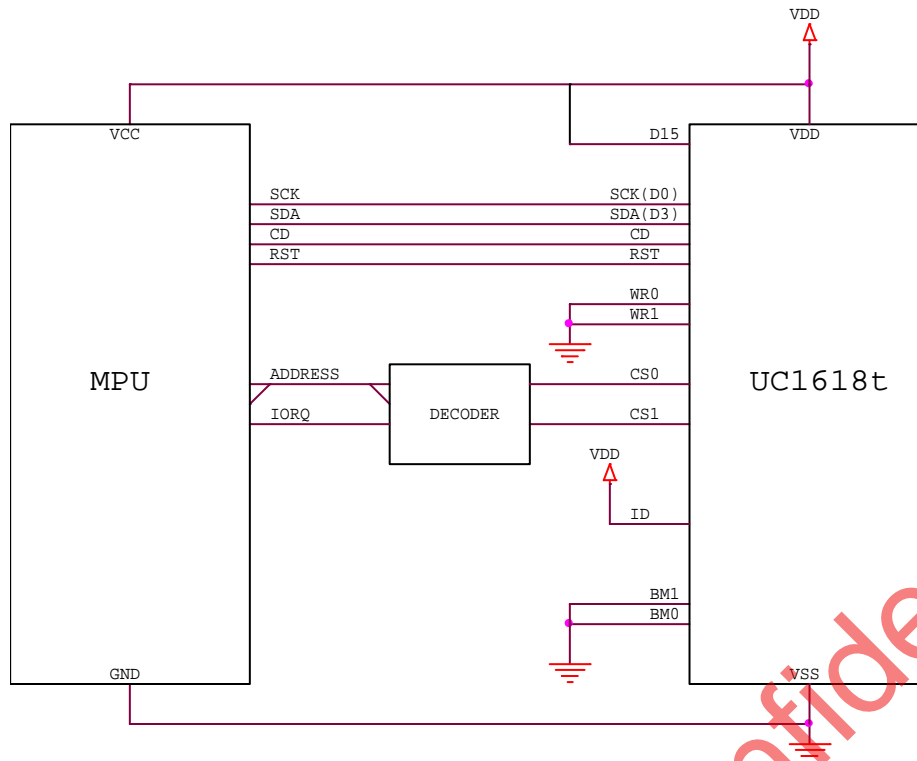 VDD
VCC
D15
VDD
SCK
SCK(D0)
SDA
SDA(D3)
CD
CD
RST
RST
WR0
WR1
MPU
ADDRESS
CS0
UC1618t
IORQ
DECODER
CS1
VDD
ID
BM1
BM0
GND
VSS
nfide